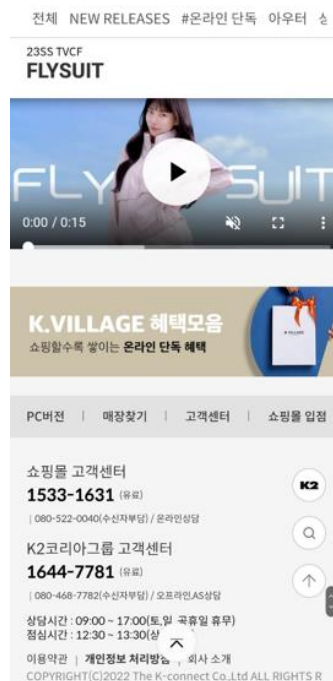 전체 NEW RELEASES #온라인 단독 아우터
23SS TVCF
FLYSUIT
FLYSUIT
0:00 / 0:15
K.VILLAGE 혜택모음
쇼핑할수록 쌓이는 온라인 단독 혜택
K.VILLAGE
PC버전 | 매장찾기 | 고객센터 | 쇼핑몰 입점
쇼핑몰 고객센터
1533-1631 (유료)
| 080-522-0040(수신자부담) / 온라인상담
K2
K2코리아그룹 고객센터
1644-7781 (유료)
| 080-468-7782(수신자부담) / 오프라인,AS상담
상담시간 : 09:00 ~ 17:00(토,일 공휴일 휴무)
점심시간 : 12:30 ~ 13:30(상
이용약관 | 개인정보 처리방침 | 회사 소개
COPYRIGHT(C)2022 The K-connect Co.,Ltd ALL RIGHTS R